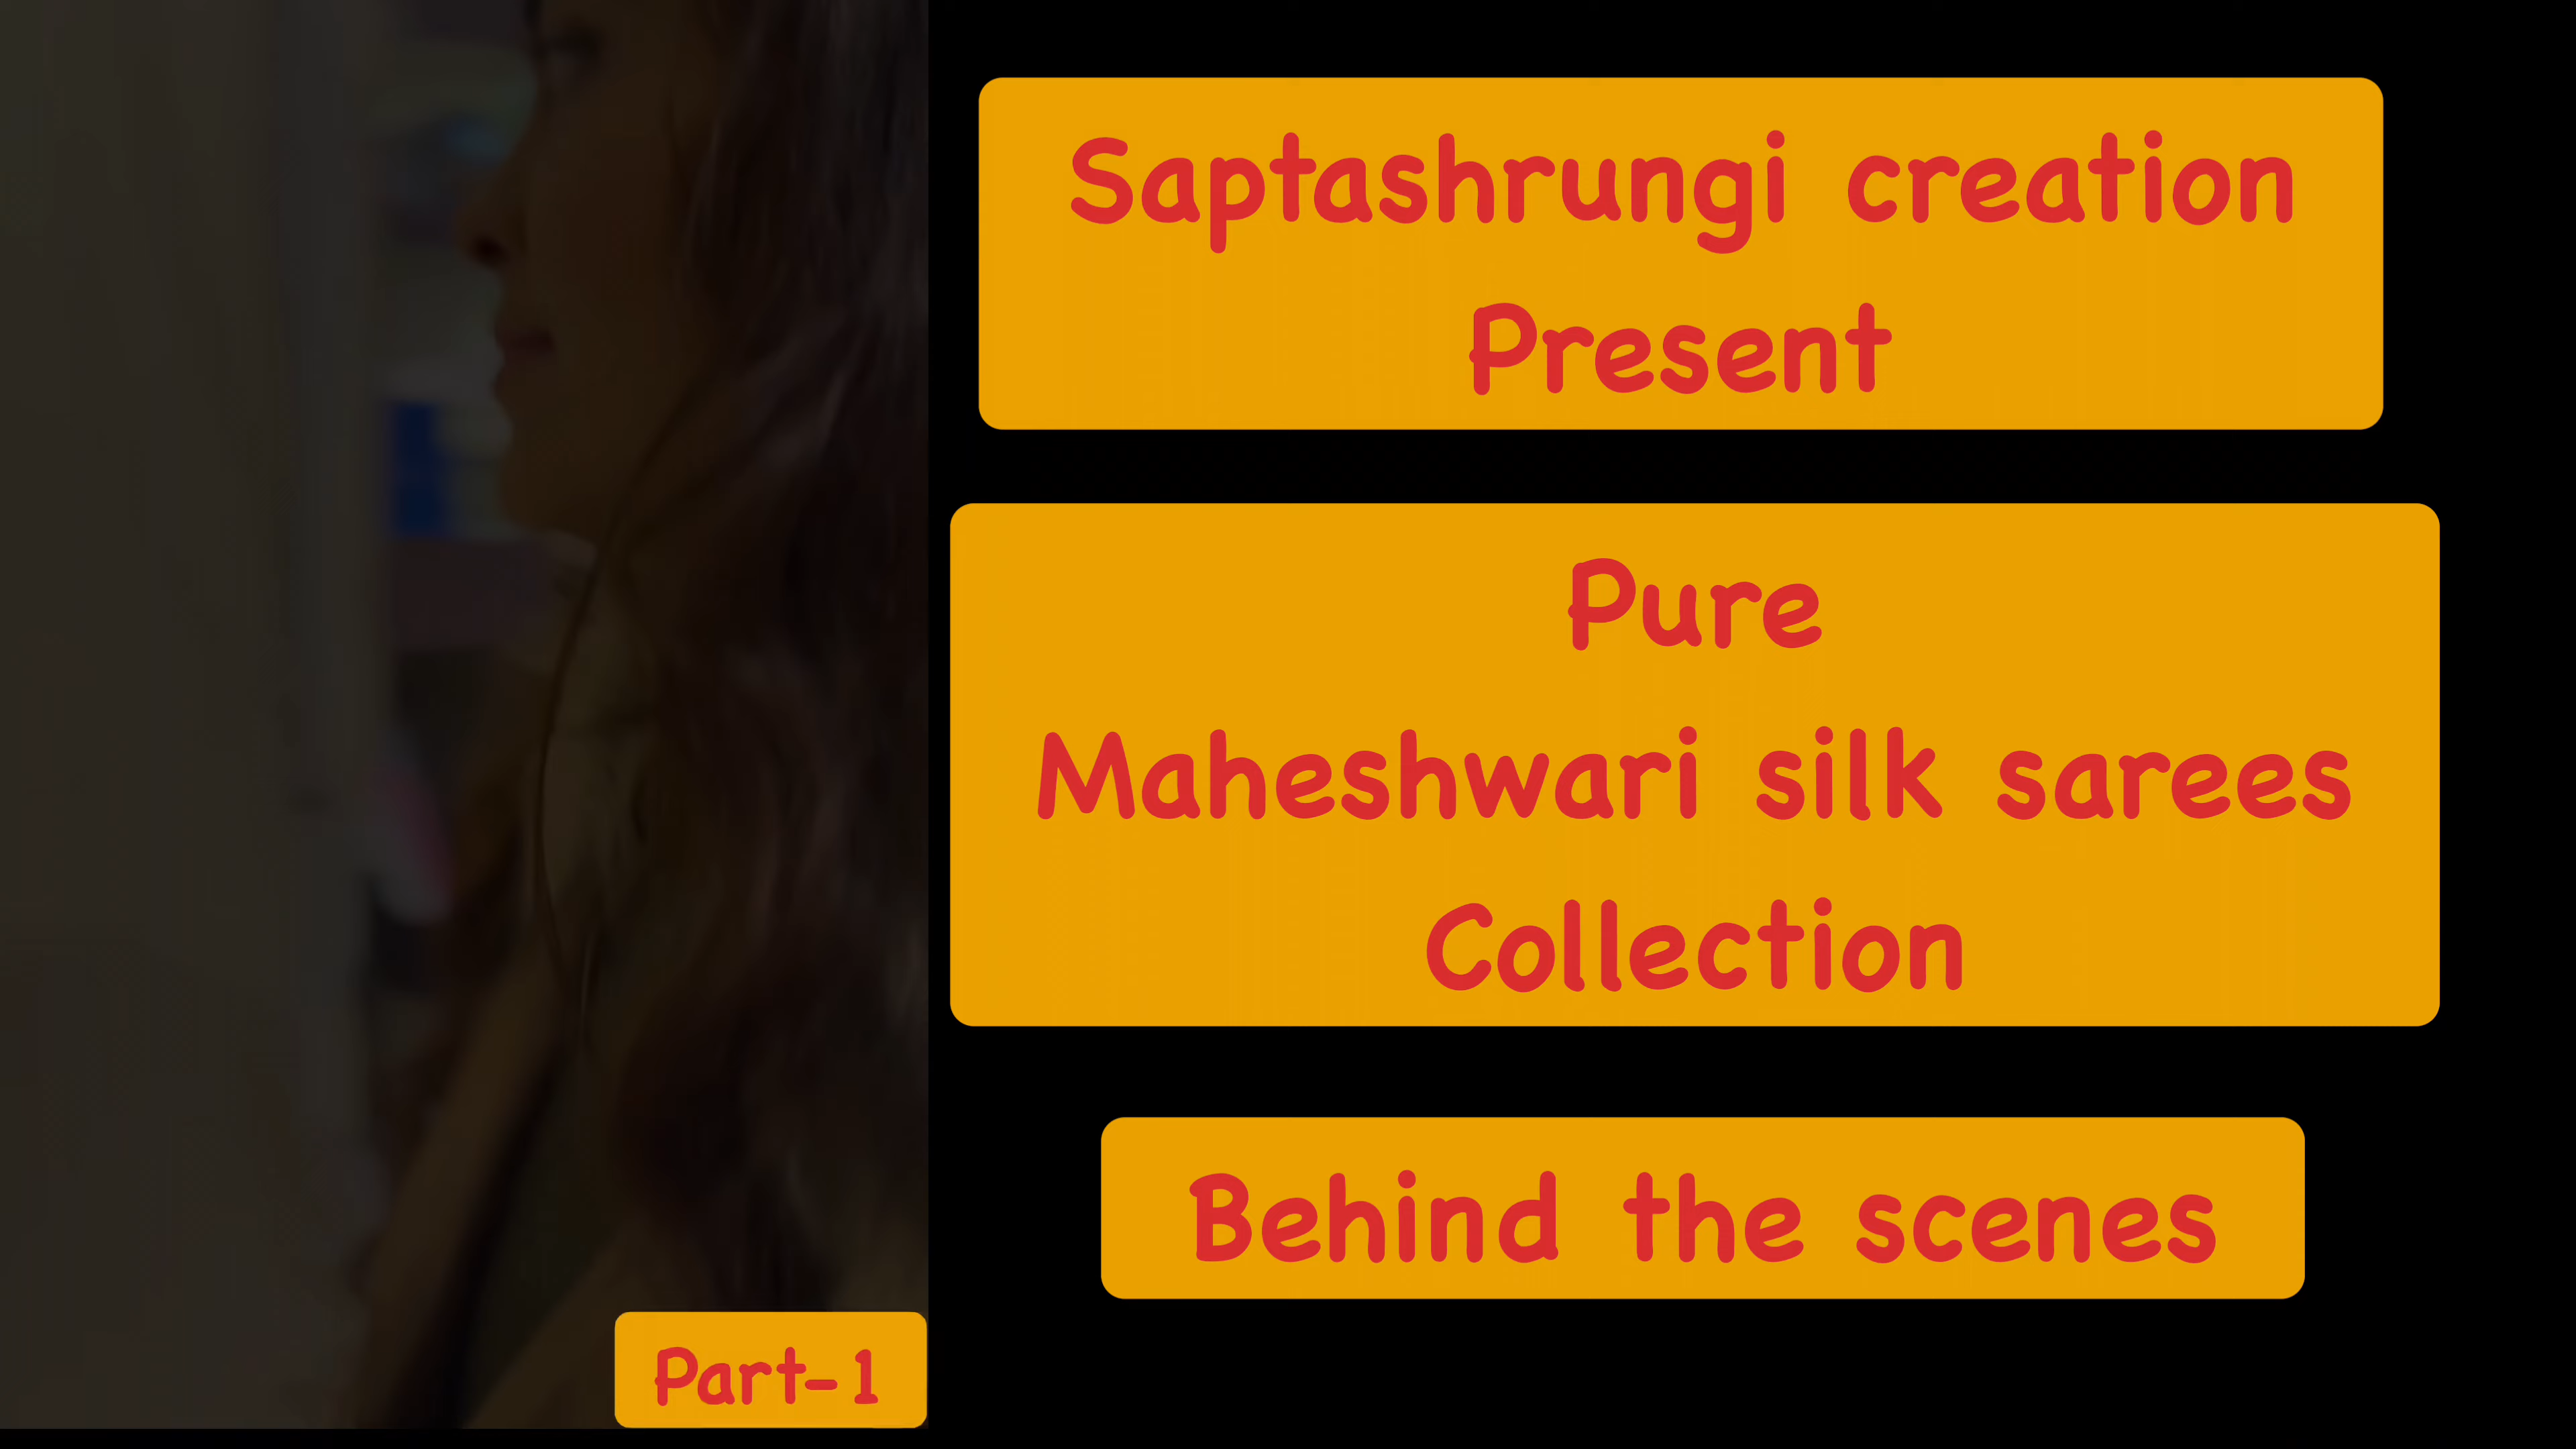 Saptashrungi creation
Present
Pure
Maheshwari silk sarees
Collection
Behind the scenes
Part-1